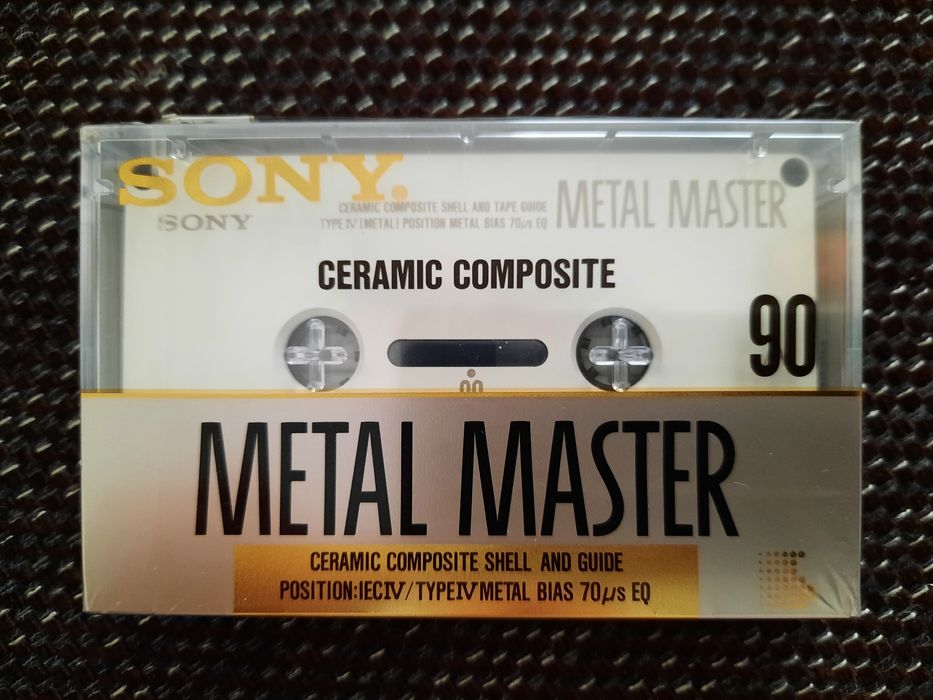 SONY.
SONY
CERAMIC COMPOSITE SHELL AND TAPE GUIDE
TYPE IV (METAL) POSITION METAL BIAS 70µs EQ
METAL MASTER
CERAMIC COMPOSITE
90
METAL MASTER
CERAMIC COMPOSITE SHELL AND GUIDE
POSITION:IECIV/TYPEIV METAL BIAS 70µs EQ